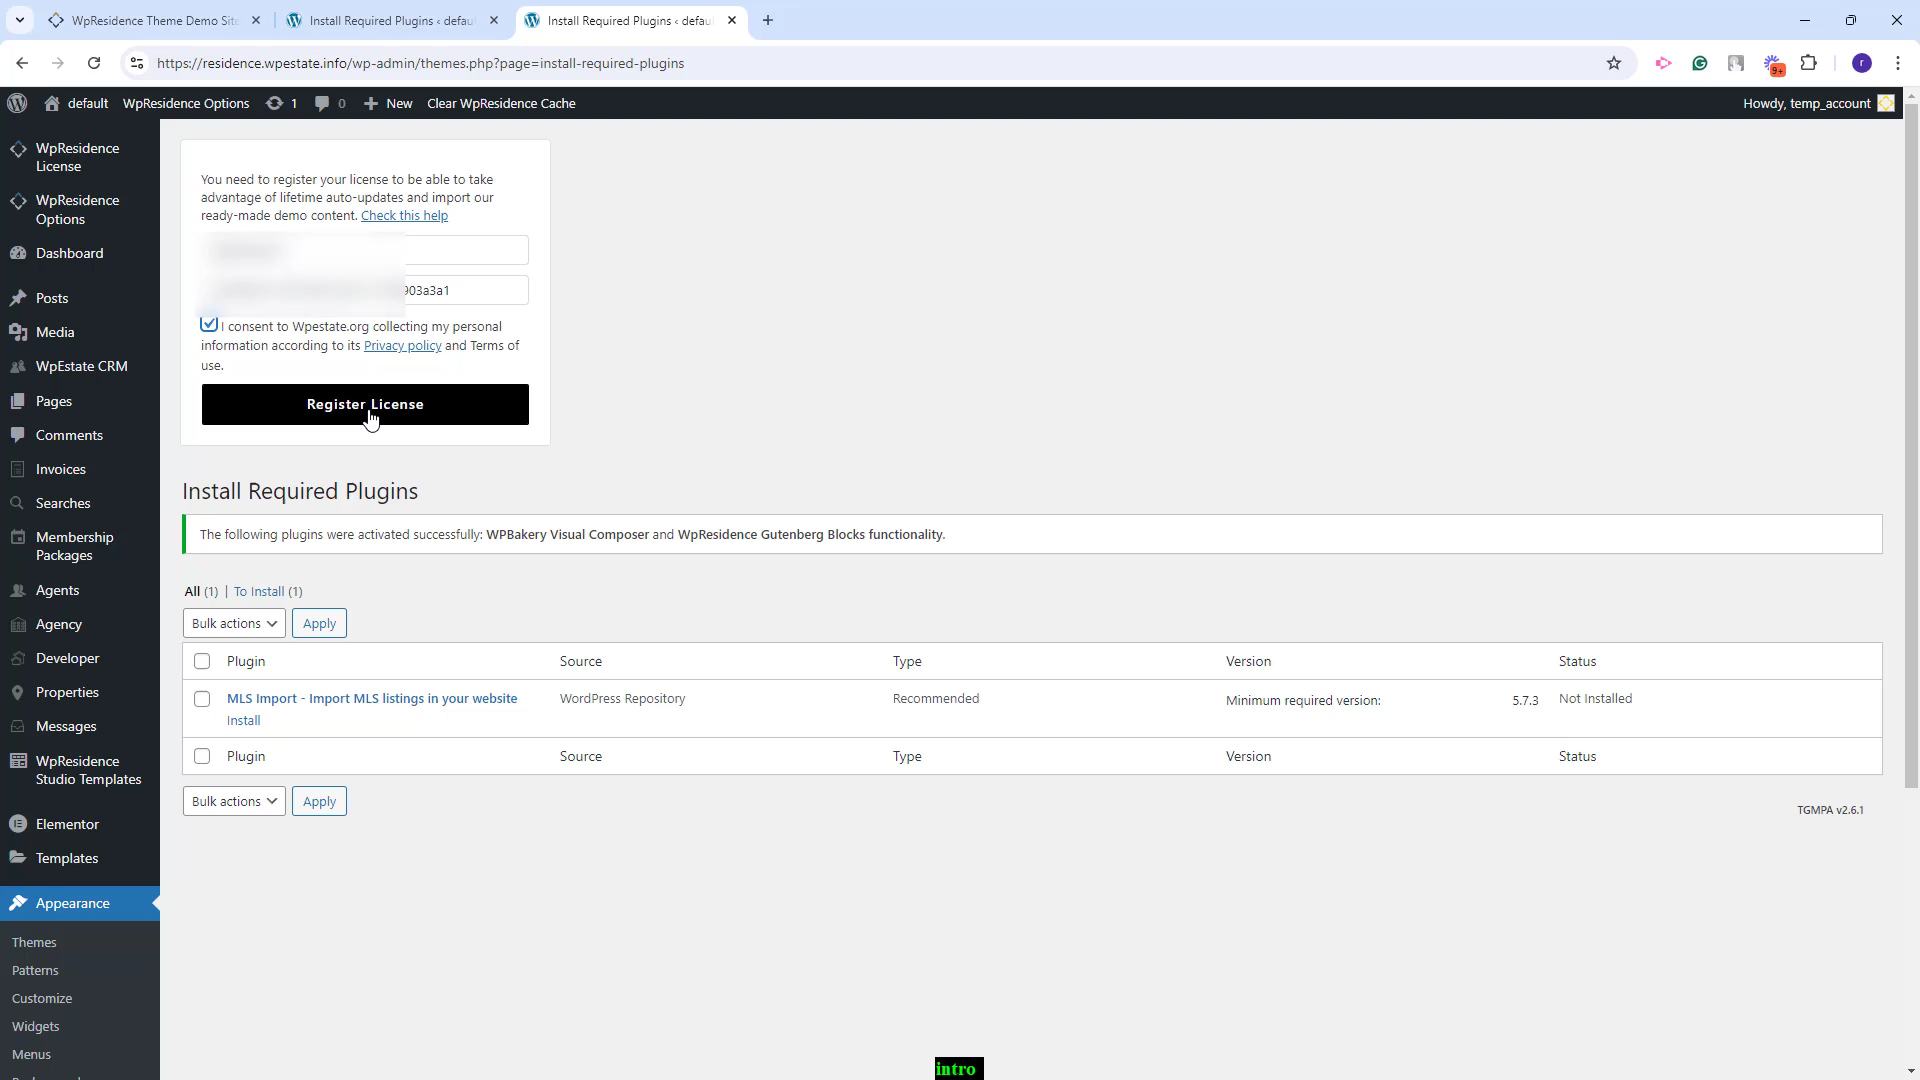 WpResidence Theme Demo Site
Install Required Plugins ‹ defau
Install Required Plugins ‹ defau
https://residence.wpestate.info/wp-admin/themes.php?page=install-required-plugins
9+
r
default
WpResidence Options
1
0
New
Clear WpResidence Cache
Howdy, temp_account
WpResidence
License
WpResidence
Options
Dashboard
Posts
Media
WpEstate CRM
Pages
Comments
Invoices
Searches
Membership
Packages
Agents
Agency
Developer
Properties
Messages
WpResidence
Studio Templates
Elementor
Templates
Appearance
Themes
Patterns
Customize
Widgets
Menus
You need to register your license to be able to take
advantage of lifetime auto-updates and import our
ready-made demo content. Check this help
903a3a1
I consent to Wpestate.org collecting my personal
information according to its Privacy policy and Terms of
use.
Register License
Install Required Plugins
The following plugins were activated successfully: WPBakery Visual Composer and WpResidence Gutenberg Blocks functionality.
All (1) | To Install (1)
Bulk actions Apply
Plugin Source Type Version Status
MLS Import - Import MLS listings in your website WordPress Repository Recommended Minimum required version: 5.7.3 Not Installed
Install
Plugin Source Type Version Status
Bulk actions Apply
TGMPA v2.6.1
intro